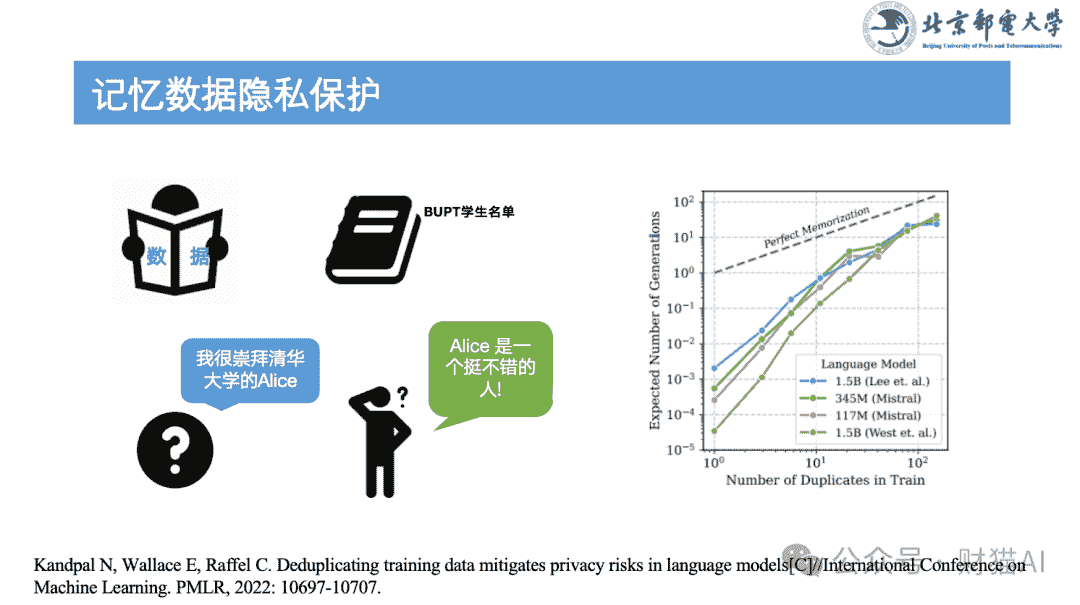 北京邮电大学
Beijing University of Posts and Telecommunications
记忆数据隐私保护
数 据
BUPT学生名单
我很崇拜清华
大学的Alice
?
Alice 是一
个挺不错的
人!
?
Expected Number of Generations
10²
10¹
10⁰
10⁻¹
10⁻²
10⁻³
10⁻⁴
10⁻⁵
Perfect Memorization
Language Model
1.5B (Lee et. al.)
345M (Mistral)
117M (Mistral)
1.5B (West et. al.)
10⁰ 10¹ 10²
Number of Duplicates in Train
Kandpal N, Wallace E, Raffel C. Deduplicating training data mitigates privacy risks in language models[C]//International Conference on
Machine Learning. PMLR, 2022: 10697-10707.
公众号 · 财猫AI